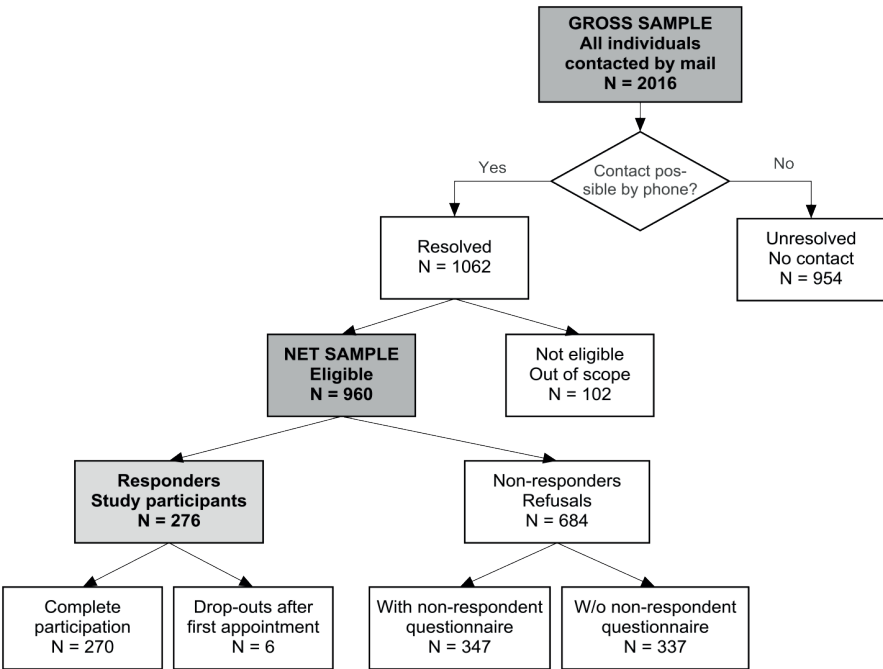 GROSS SAMPLE
All individuals
contacted by mail
N = 2016
Contact pos-
sible by phone?
Yes
No
Resolved
N = 1062
Unresolved
No contact
N = 954
NET SAMPLE
Eligible
N = 960
Not eligible
Out of scope
N = 102
Responders
Study participants
N = 276
Non-responders
Refusals
N = 684
Complete
participation
N = 270
Drop-outs after
first appointment
N = 6
With non-respondent
questionnaire
N = 347
W/o non-respondent
questionnaire
N = 337